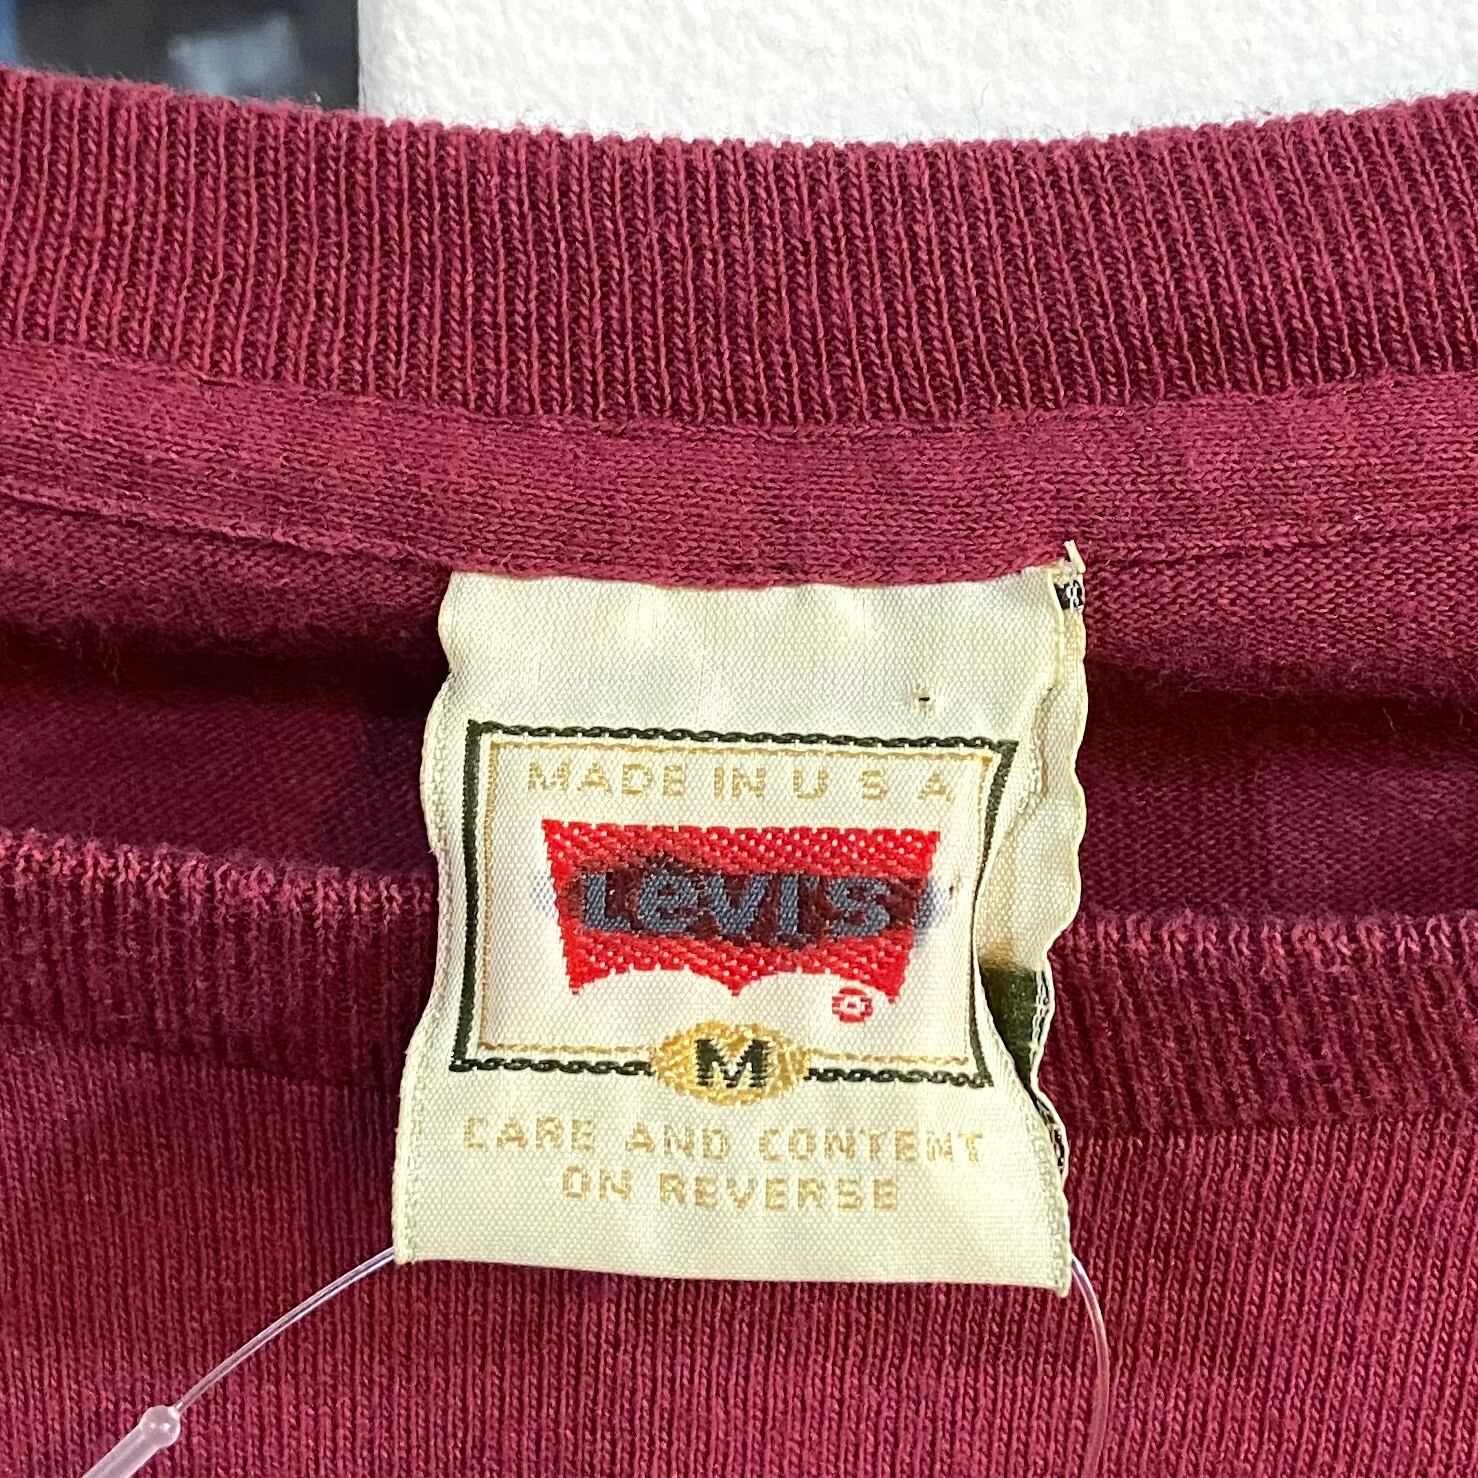 MADE IN U S A
Levi's
®
M
CARE AND CONTENT
ON REVERSE